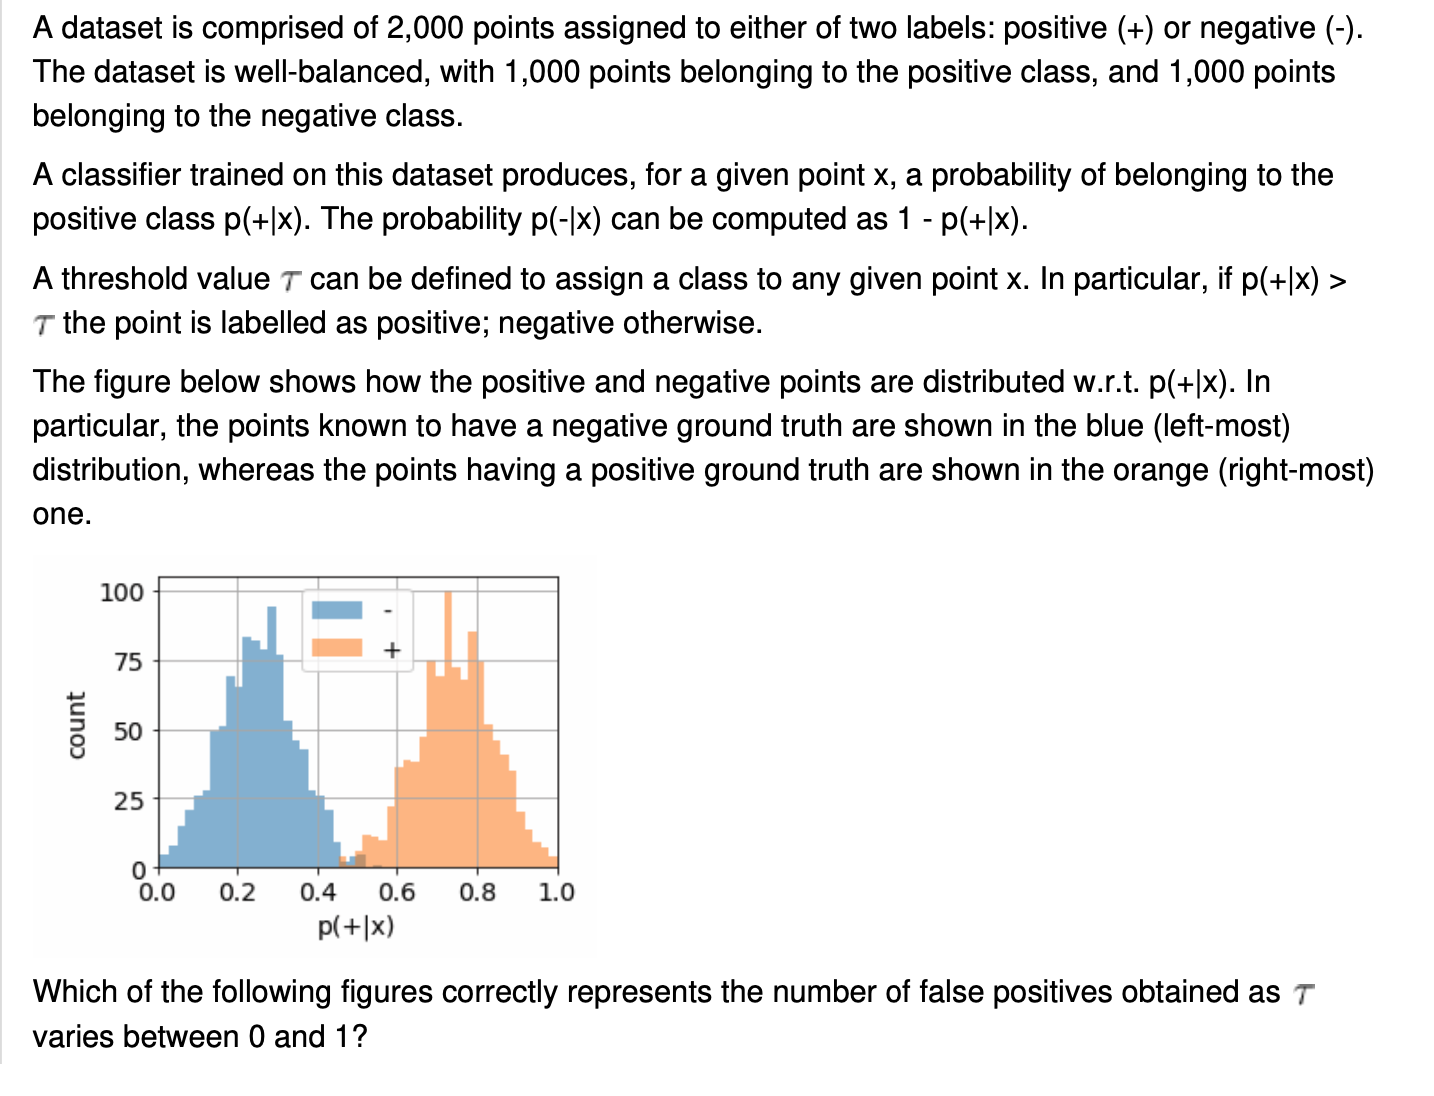 A dataset is comprised of 2,000 points assigned to either of two labels: positive (+) or negative (-).
The dataset is well-balanced, with 1,000 points belonging to the positive class, and 1,000 points
belonging to the negative class.
A classifier trained on this dataset produces, for a given point x, a probability of belonging to the
positive class p(+|x). The probability p(-|x) can be computed as 1 - p(+|x).
A threshold value τ can be defined to assign a class to any given point x. In particular, if p(+|x) >
τ the point is labelled as positive; negative otherwise.
The figure below shows how the positive and negative points are distributed w.r.t. p(+|x). In
particular, the points known to have a negative ground truth are shown in the blue (left-most)
distribution, whereas the points having a positive ground truth are shown in the orange (right-most)
one.
100
75
50
25
0
count
-
+
0.0 0.2 0.4 0.6 0.8 1.0
p(+|x)
Which of the following figures correctly represents the number of false positives obtained as τ
varies between 0 and 1?